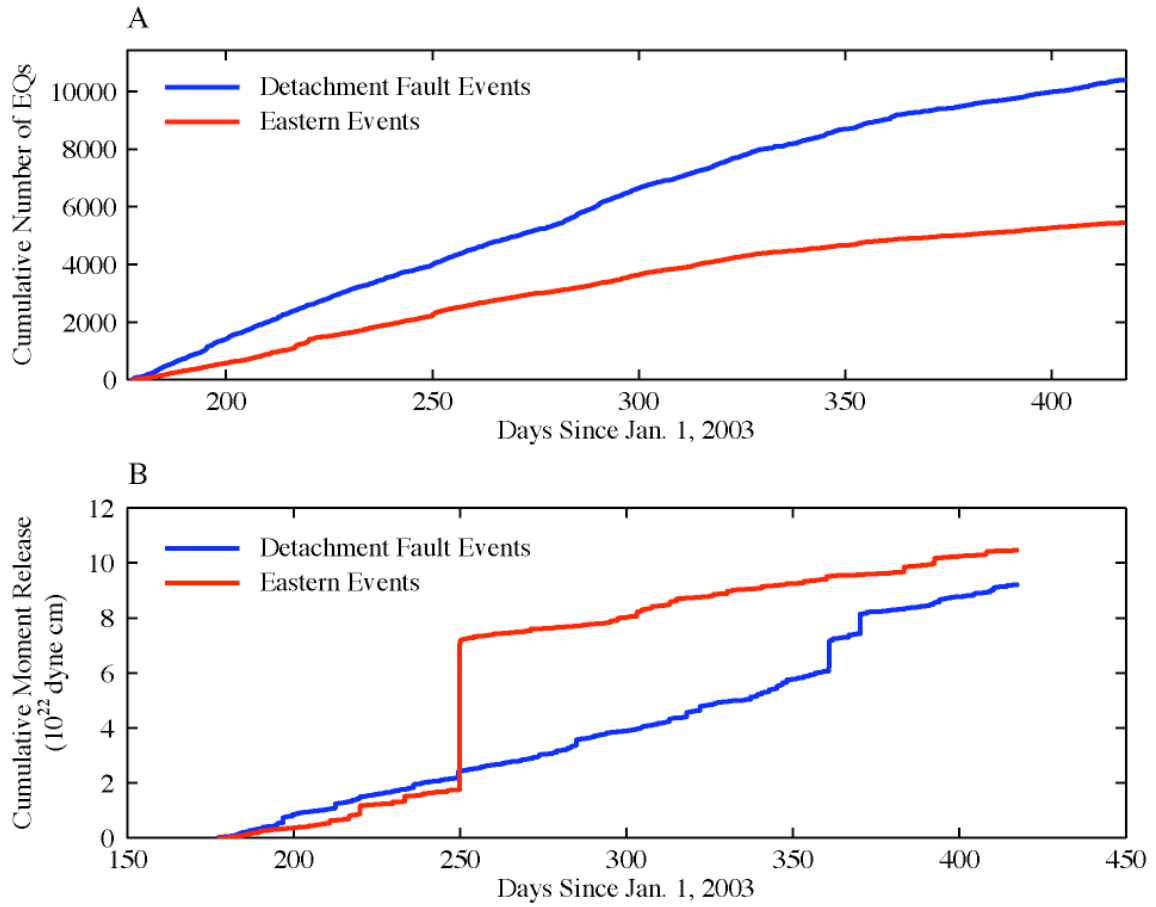 A
Cumulative Number of EQs
10000
8000
6000
4000
2000
0
Detachment Fault Events
Eastern Events
200 250 300 350 400
Days Since Jan. 1, 2003
B
Cumulative Moment Release
(10²² dyne cm)
12
10
8
6
4
2
0
Detachment Fault Events
Eastern Events
150 200 250 300 350 400 450
Days Since Jan. 1, 2003